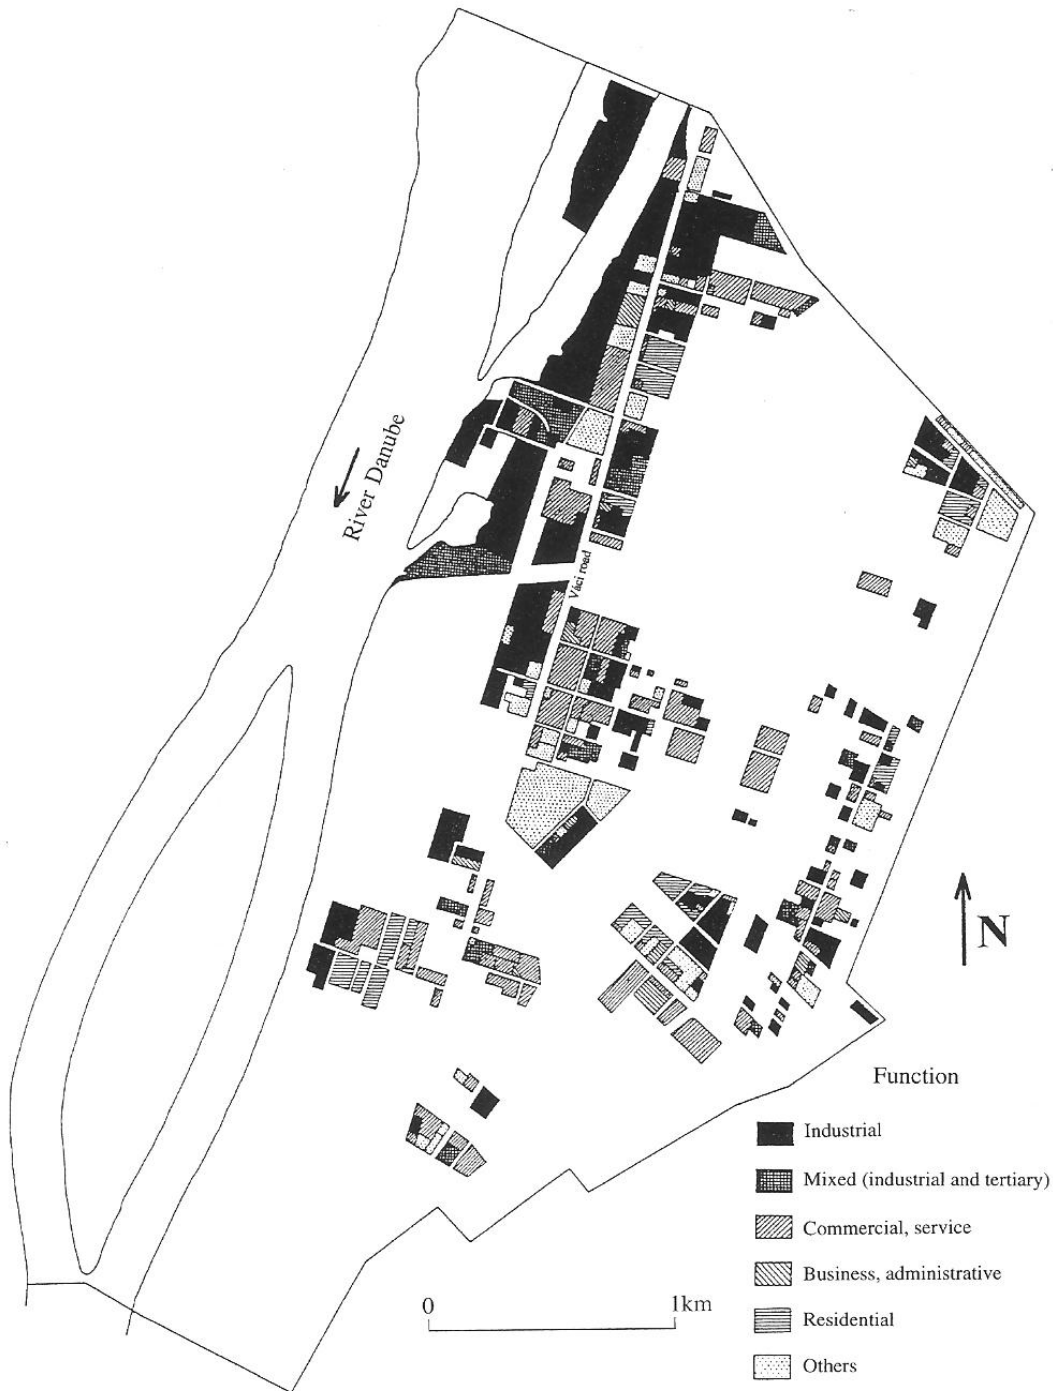 River Danube
Váci road
N
Function
Industrial
Mixed (industrial and tertiary)
Commercial, service
Business, administrative
Residential
Others
0 1km